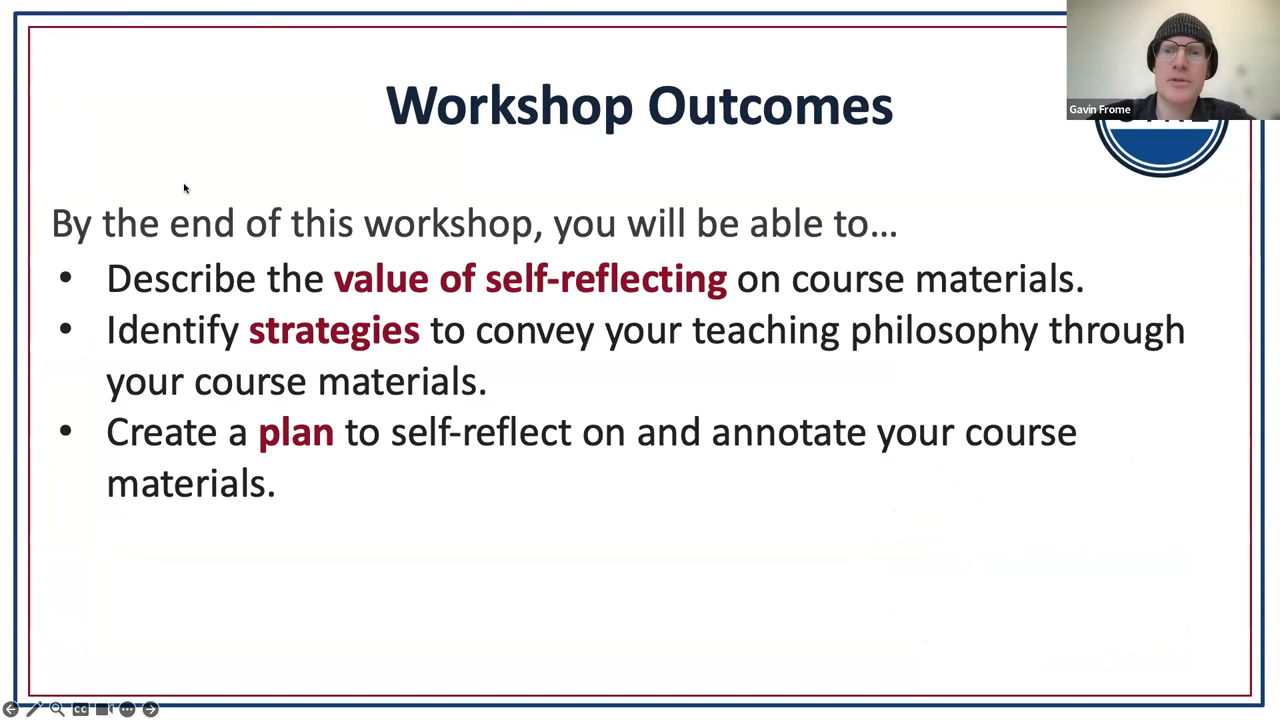 Workshop Outcomes
Gavin Frome
By the end of this workshop, you will be able to…
• Describe the value of self-reflecting on course materials.
• Identify strategies to convey your teaching philosophy through
your course materials.
• Create a plan to self-reflect on and annotate your course
materials.
CC